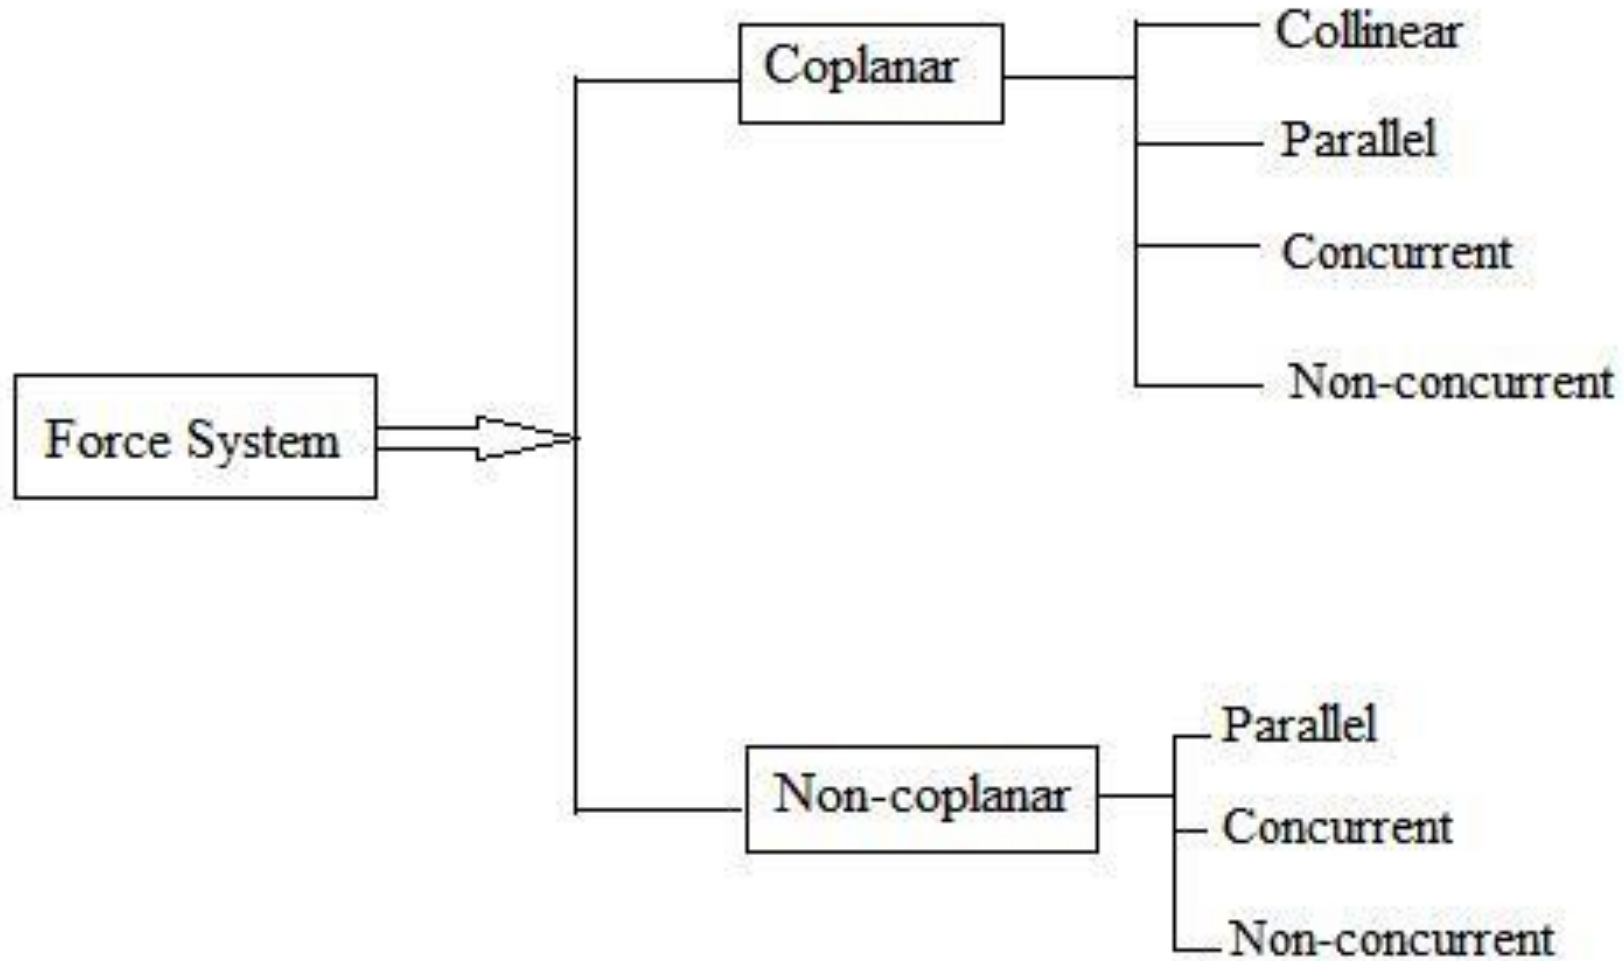 Force System
Coplanar
Collinear
Parallel
Concurrent
Non-concurrent
Non-coplanar
Parallel
Concurrent
Non-concurrent